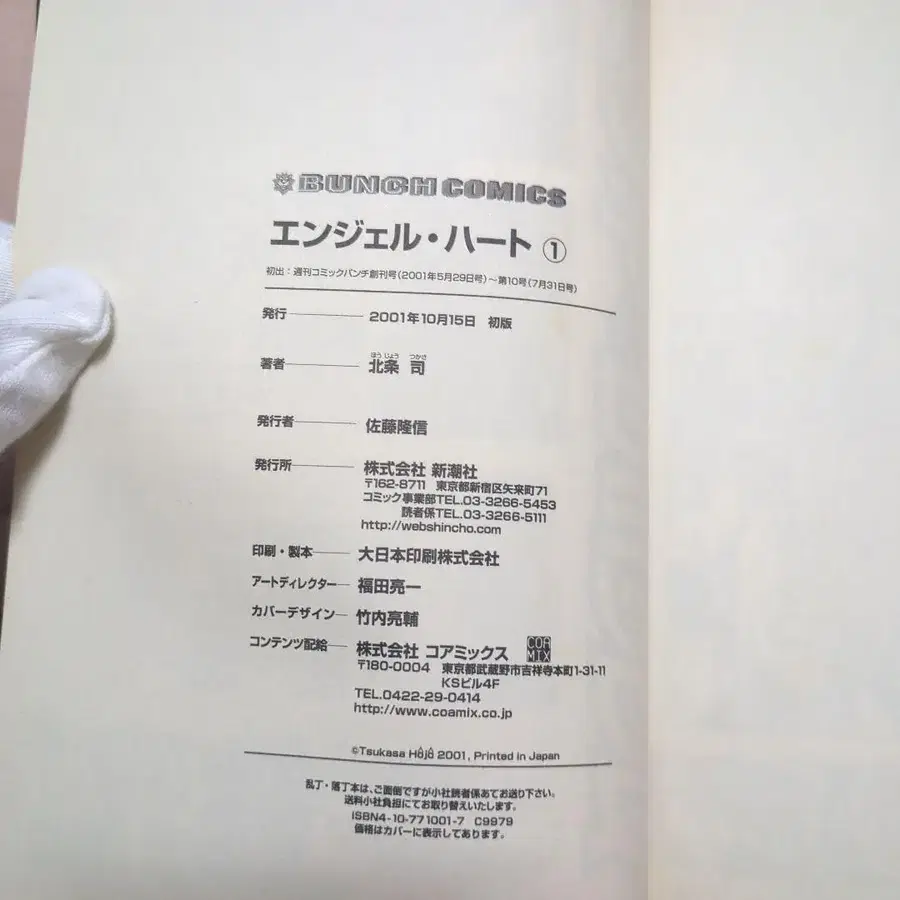 BUNCH COMICS
エンジェル・ハート ①
初出：週刊コミックバンチ創刊号(2001年5月29日号)〜第10号(7月31日号)
発行 2001年10月15日 初版
ほうじょう つかさ
著者 北条 司
発行者 佐藤隆信
発行所 株式会社 新潮社
〒162-8711 東京都新宿区矢来町71
コミック事業部TEL.03-3266-5453
読者係TEL.03-3266-5111
http://webshincho.com
印刷・製本 大日本印刷株式会社
アートディレクター 福田亮一
カバーデザイン 竹内亮輔
コンテンツ配給 株式会社 コアミックス COA MIX
〒180-0004 東京都武蔵野市吉祥寺本町1-31-11
KSビル4F
TEL.0422-29-0414
http://www.coamix.co.jp
©Tsukasa Hôjô 2001, Printed in Japan
乱丁・落丁本は、ご面倒ですが小社読者係あてお送り下さい。
送料小社負担にてお取り替えいたします。
ISBN4-10-771001-7 C9979
価格はカバーに表示してあります。